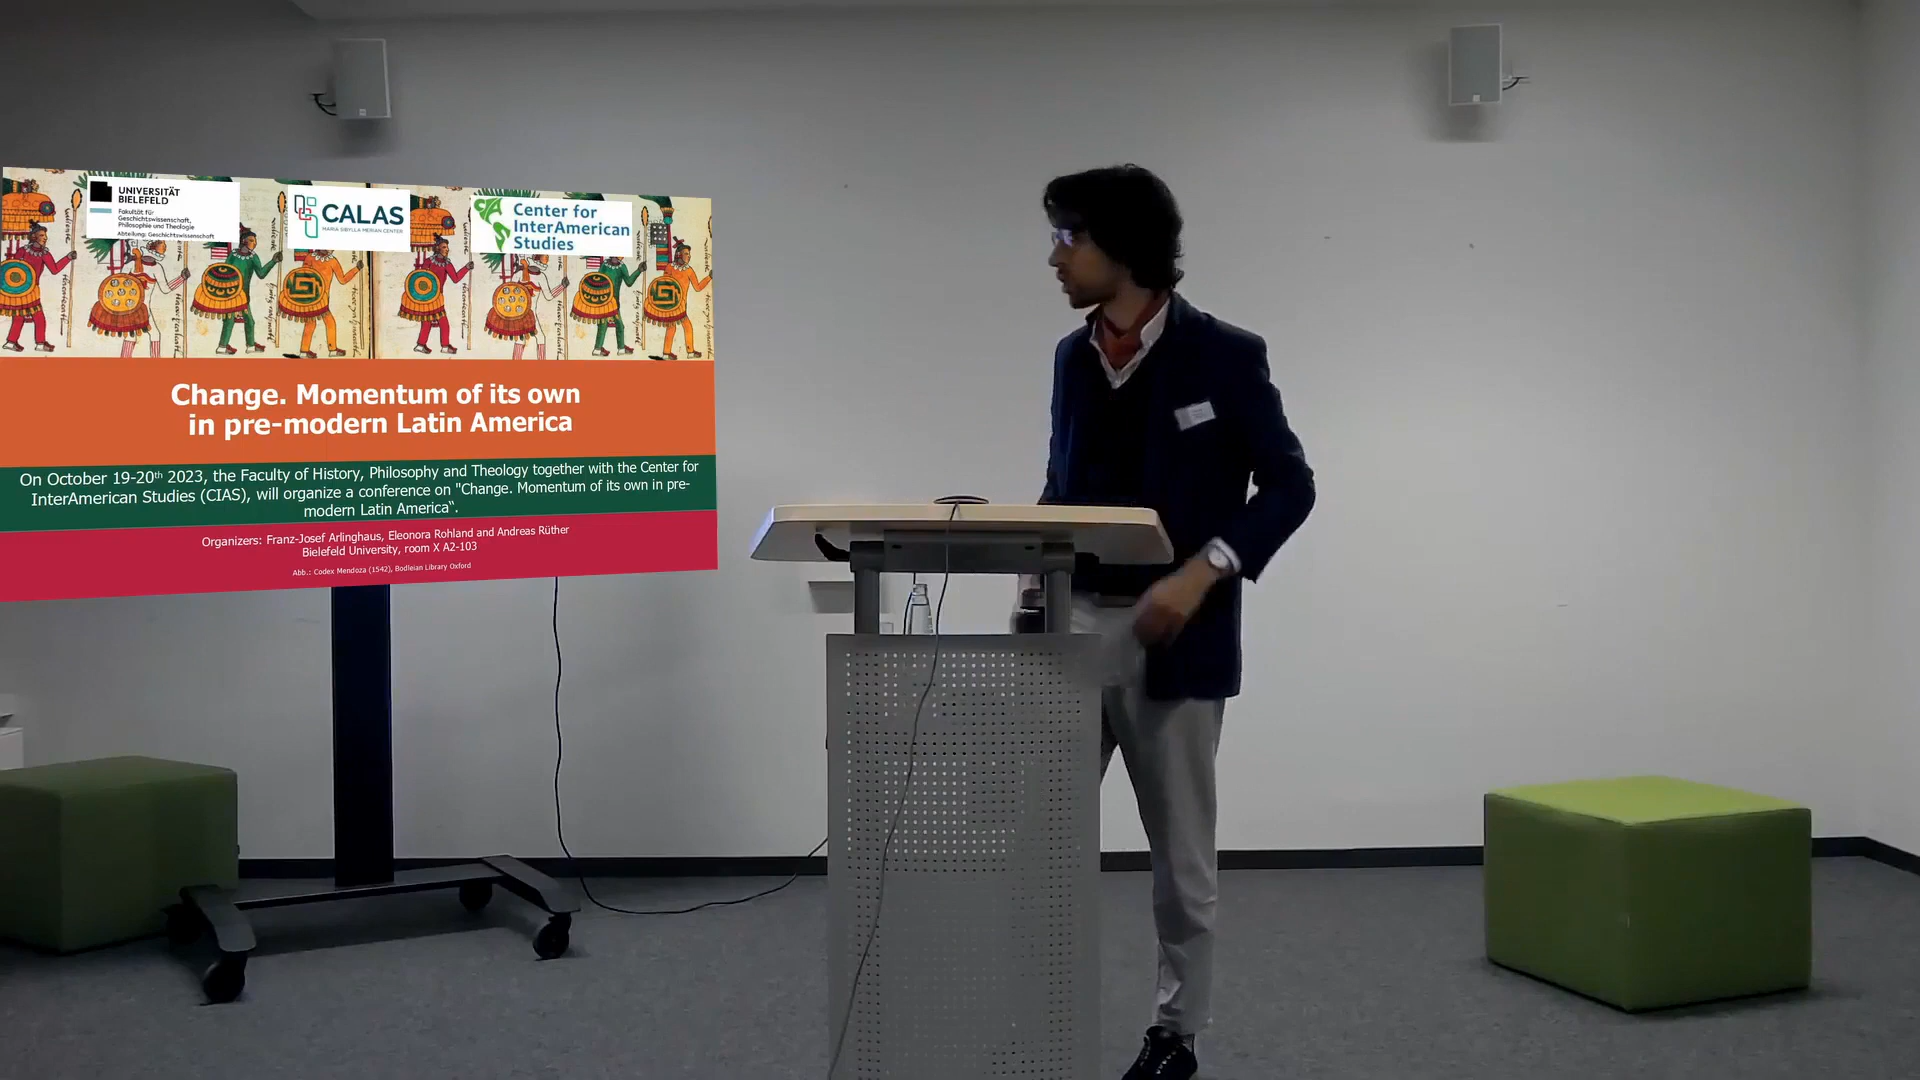 UNIVERSITÄT
BIELEFELD
Fakultät für
Geschichtswissenschaft,
Philosophie und Theologie
Abteilung: Geschichtswissenschaft
CALAS
MARIA SIBYLLA MERIAN CENTER
CIAS
Center for
InterAmerican
Studies
Change. Momentum of its own
in pre-modern Latin America
On October 19-20th 2023, the Faculty of History, Philosophy and Theology together with the Center for
InterAmerican Studies (CIAS), will organize a conference on "Change. Momentum of its own in pre-
modern Latin America“.
Organizers: Franz-Josef Arlinghaus, Eleonora Rohland and Andreas Rüther
Bielefeld University, room X A2-103
Abb.: Codex Mendoza (1542), Bodleian Library Oxford